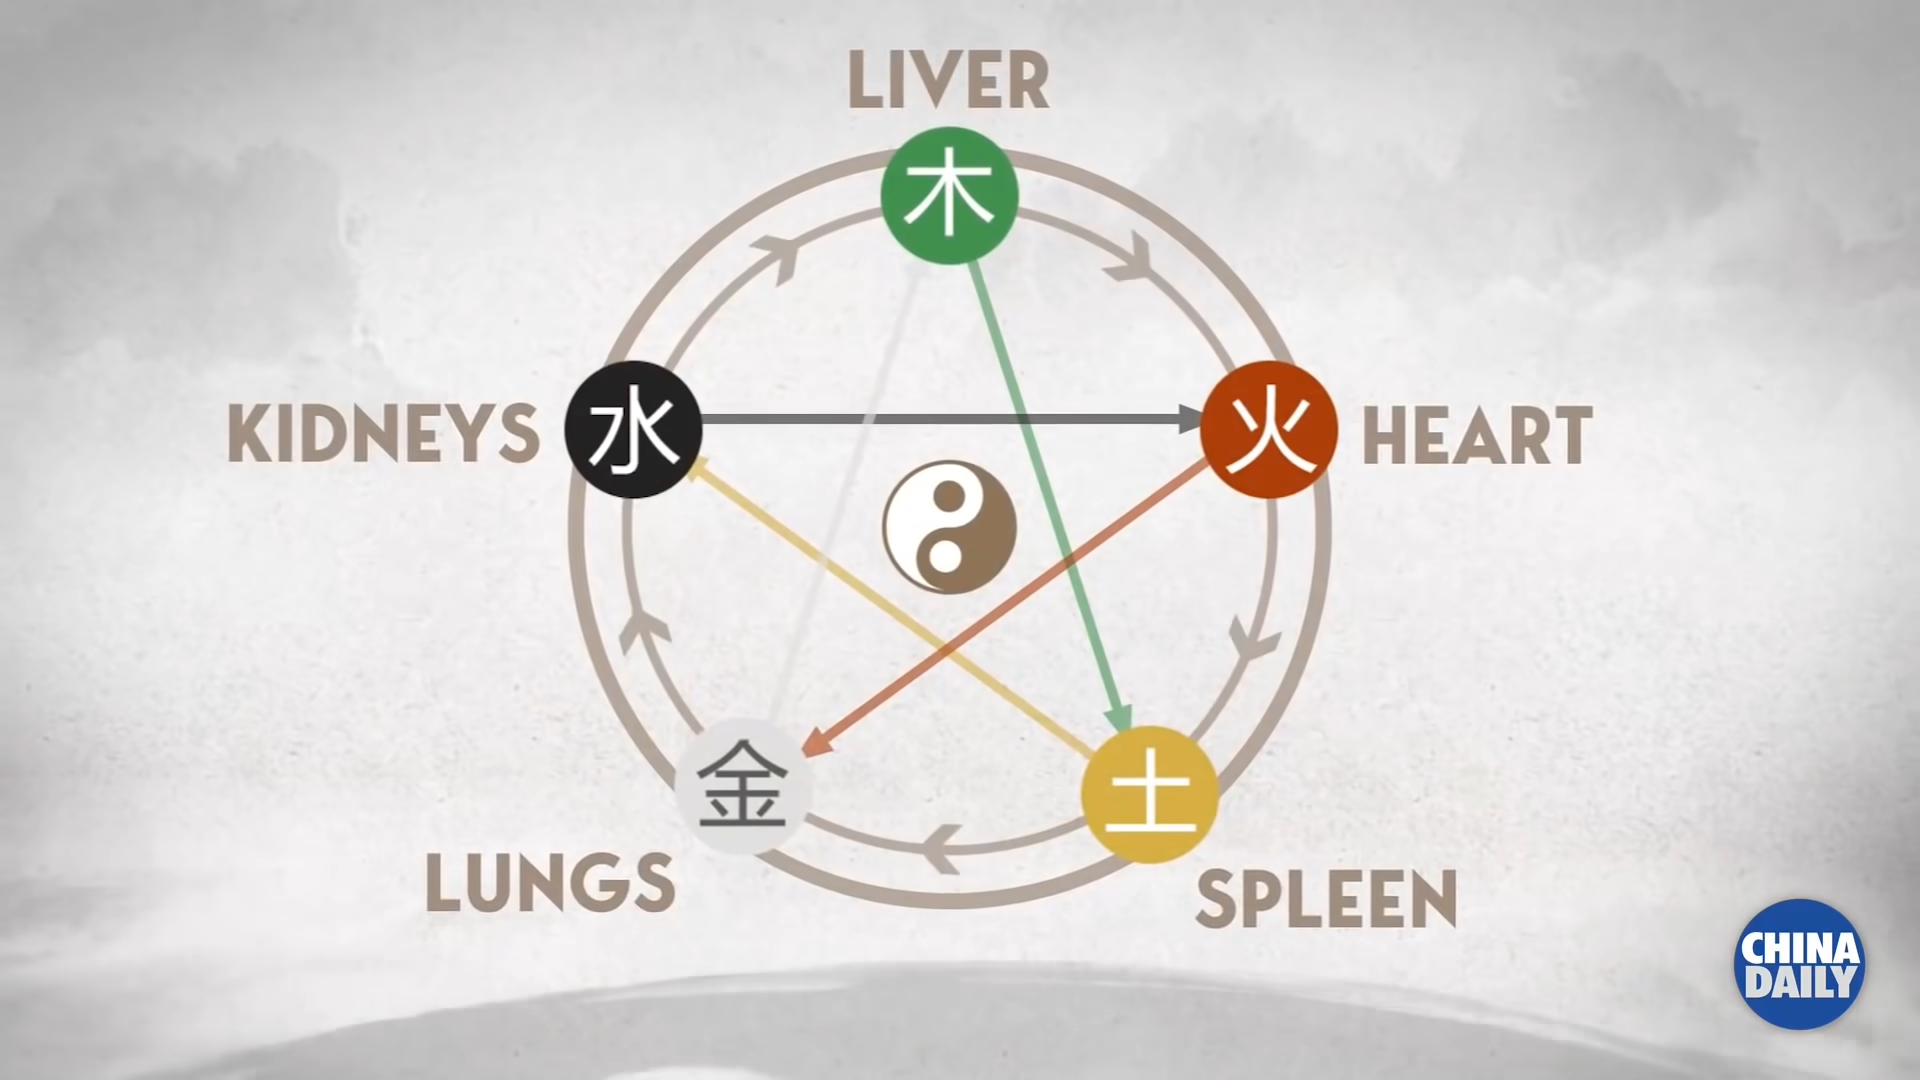 LIVER
木
KIDNEYS
水
火
HEART
金
土
LUNGS
SPLEEN
CHINA
DAILY